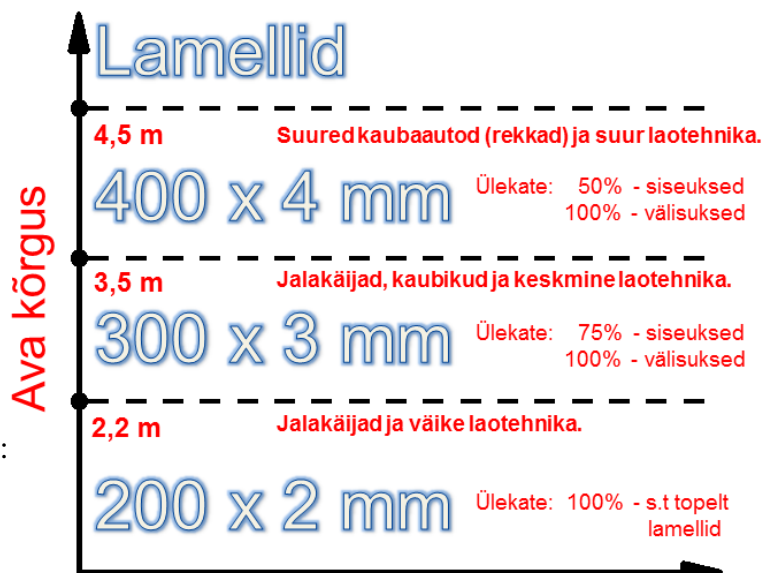 Lamellid
4,5 m Suured kaubaautod (rekkad) ja suur laotehnika.
400 x 4 mm Ülekate: 50% - siseuksed
100% - välisuksed
Ava kõrgus
3,5 m Jalakäijad, kaubikud ja keskmine laotehnika.
300 x 3 mm Ülekate: 75% - siseuksed
100% - välisuksed
2,2 m Jalakäijad ja väike laotehnika.
:
200 x 2 mm Ülekate: 100% - s.t topelt
lamellid